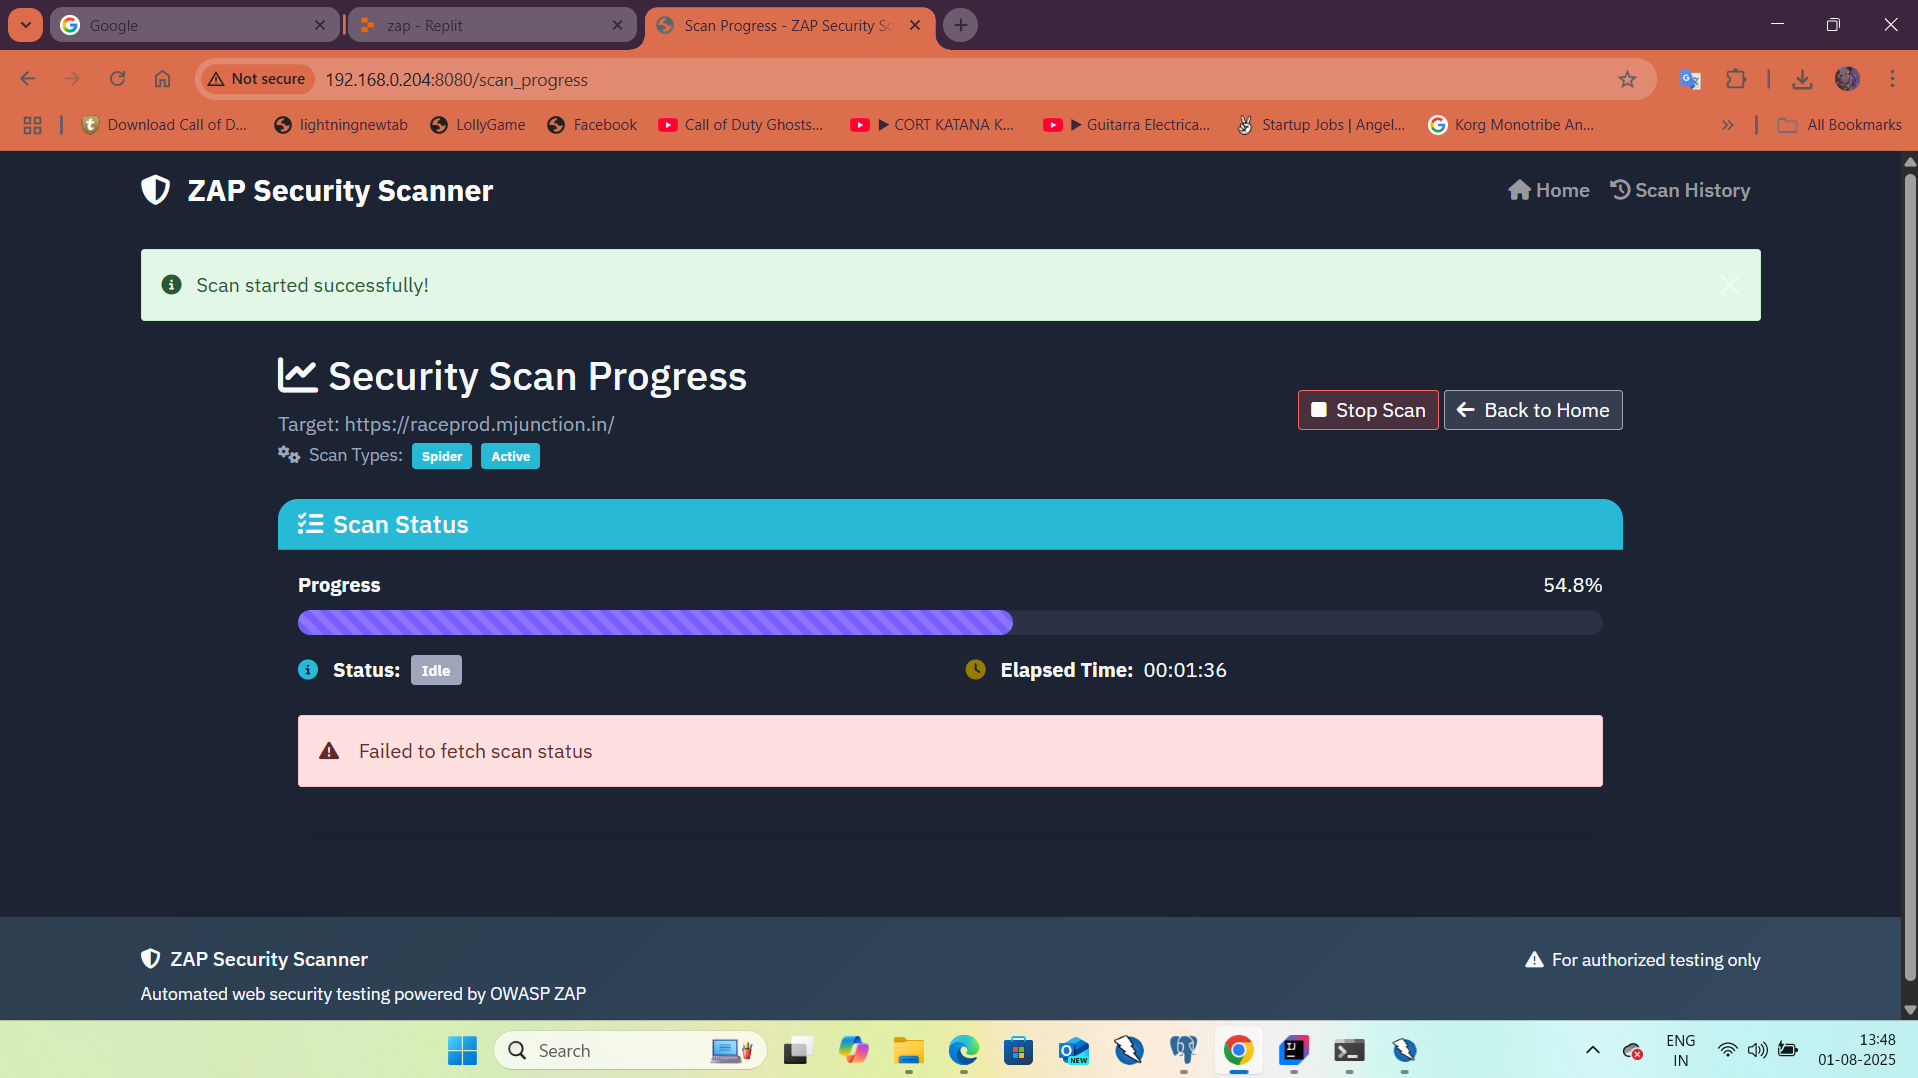 Google
zap - Replit
Scan Progress - ZAP Security Sc
Not secure
192.168.0.204:8080/scan_progress
Download Call of D...
lightningnewtab
LollyGame
Facebook
Call of Duty Ghosts...
▶ CORT KATANA K...
▶ Guitarra Electrica...
Startup Jobs | Angel...
Korg Monotribe An...
»
All Bookmarks
ZAP Security Scanner
Home
Scan History
Scan started successfully!
Security Scan Progress
Target: https://raceprod.mjunction.in/
Scan Types: Spider Active
Stop Scan
Back to Home
Scan Status
Progress
54.8%
Status: Idle
Elapsed Time: 00:01:36
Failed to fetch scan status
ZAP Security Scanner
Automated web security testing powered by OWASP ZAP
For authorized testing only
Search
NEW
ENG
IN
13:48
01-08-2025